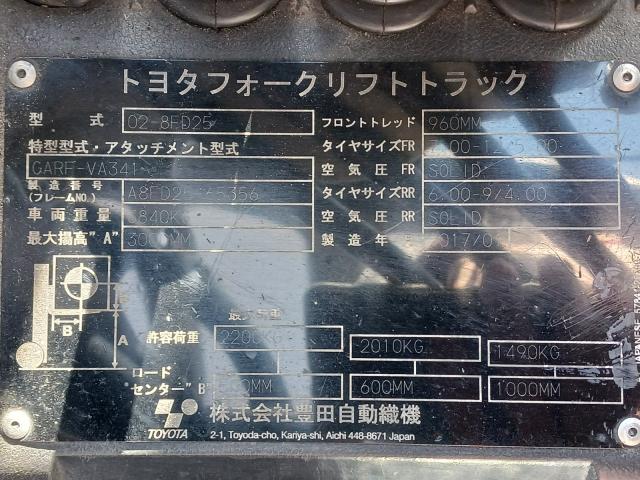 トヨタフォークリフトトラック
型 式 02-8FD25 フロントトレッド 960MM
特型型式・アタッチメント型式 タイヤサイズFR
GARF-VA341 空気圧 FR SOLID
製造番号 (フレームNO.) タイヤサイズRR 6.00-9/4.00
車両重量 空気圧 RR SOLID
最大揚高"A" 製造年
B
B A
許容荷重 2200KG 2010KG 1490KG
ロード
センター"B" 600MM 1000MM
TOYOTA 株式会社豊田自動織機
2-1, Toyoda-cho, Kariya-shi, Aichi 448-8671 Japan